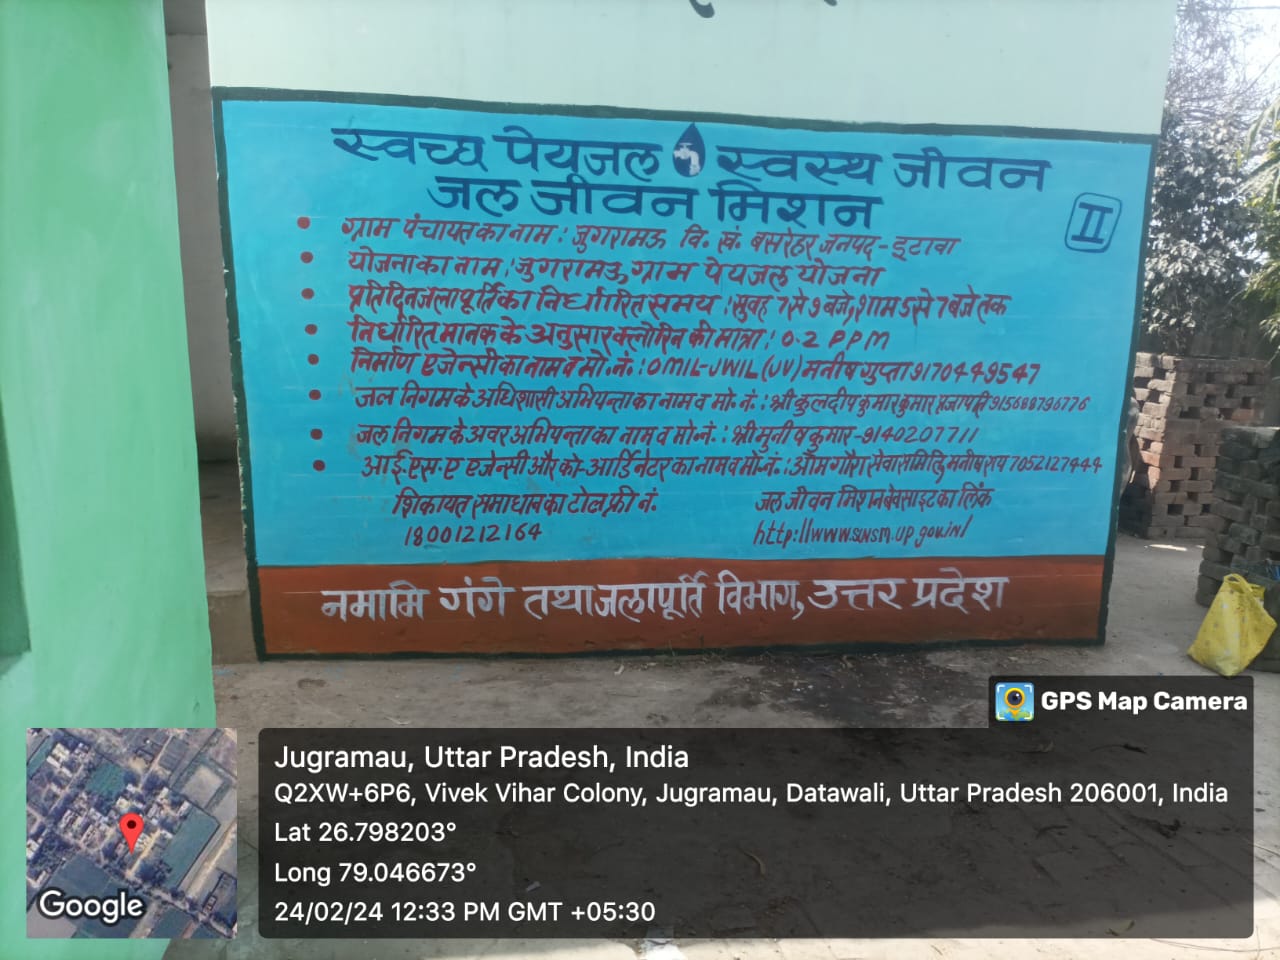 स्वच्छ पेयजल स्वस्थ जीवन
जल जीवन मिशन
II
• ग्राम पंचायत का नाम : जुगरामऊ वि. खं. बसरेहर जनपद - इटावा
• योजना का नाम : जुगरामऊ ग्राम पेयजल योजना
• प्रतिदिन जलापूर्ति का निर्धारित समय : सुबह 7 से 9 बजे, शाम 5 से 7 बजे तक
• निर्धारित मानक के अनुसार क्लोरिन की मात्रा : 0.2 PPM
• निर्माण एजेन्सी का नाम व मो. नं. : OMIL-JWIL (JV) मनीष गुप्ता 9170449547
• जल निगम के अधिशासी अभियन्ता का नाम व मो. नं. : श्री कुलदीप कुमार कुमार प्रजापति 915688796776
• जल निगम के अवर अभियन्ता का नाम व मो. नं. : श्री मुनीष कुमार - 9140207711
• आई. एस. ए एजेन्सी और को-आर्डिनेटर का नाम व मो. नं. : ओम गौरा सेवा समिति, मनीष राय 7052127444
शिकायत समाधान का टोल फ्री नं. जल जीवन मिशन बेवसाइट का लिंक
18001212164 http://www.swsm.up.gov.in/
नमामि गंगे तथा जलापूर्ति विभाग, उत्तर प्रदेश
GPS Map Camera
Jugramau, Uttar Pradesh, India
Q2XW+6P6, Vivek Vihar Colony, Jugramau, Datawali, Uttar Pradesh 206001, India
Lat 26.798203°
Long 79.046673°
24/02/24 12:33 PM GMT +05:30
Google